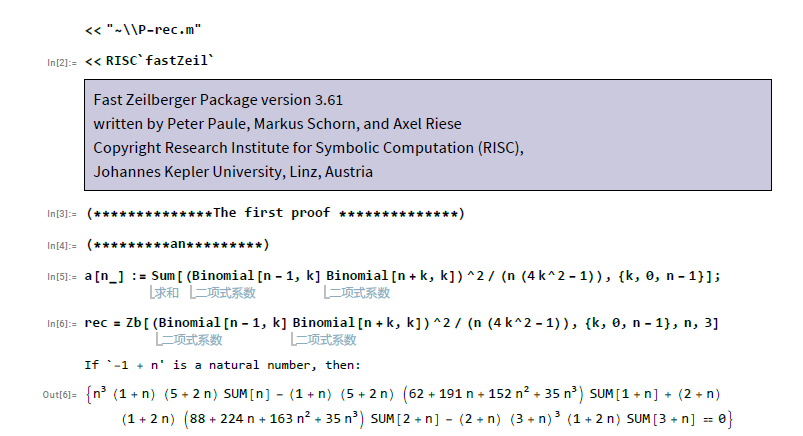 << "~\\P-rec.m"
In[2]:= << RISC`fastZeil`
Fast Zeilberger Package version 3.61
written by Peter Paule, Markus Schorn, and Axel Riese
Copyright Research Institute for Symbolic Computation (RISC),
Johannes Kepler University, Linz, Austria
In[3]:= (**************The first proof **************)
In[4]:= (*********an*********)
In[5]:= a[n_] := Sum[(Binomial[n - 1, k] Binomial[n + k, k])^2 / (n (4 k^2 - 1)), {k, 0, n - 1}];
求和 二项式系数 二项式系数
In[6]:= rec = Zb[(Binomial[n - 1, k] Binomial[n + k, k])^2 / (n (4 k^2 - 1)), {k, 0, n - 1}, n, 3]
二项式系数 二项式系数
If `-1 + n' is a natural number, then:
Out[6]= {n³ (1 + n) (5 + 2 n) SUM[n] - (1 + n) (5 + 2 n) (62 + 191 n + 152 n² + 35 n³) SUM[1 + n] + (2 + n)
(1 + 2 n) (88 + 224 n + 163 n² + 35 n³) SUM[2 + n] - (2 + n) (3 + n)³ (1 + 2 n) SUM[3 + n] == 0}